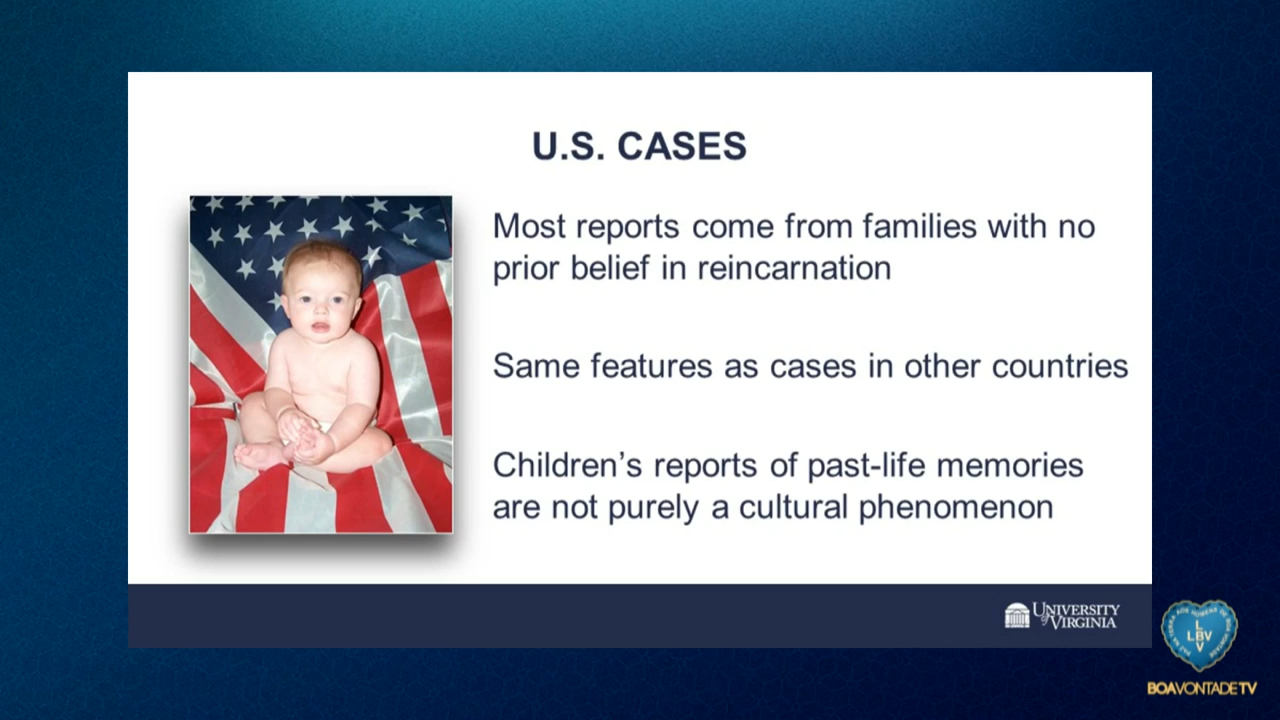 U.S. CASES
Most reports come from families with no
prior belief in reincarnation
Same features as cases in other countries
Children’s reports of past-life memories
are not purely a cultural phenomenon
UNIVERSITY
of VIRGINIA
LBV
BOAVONTADE TV